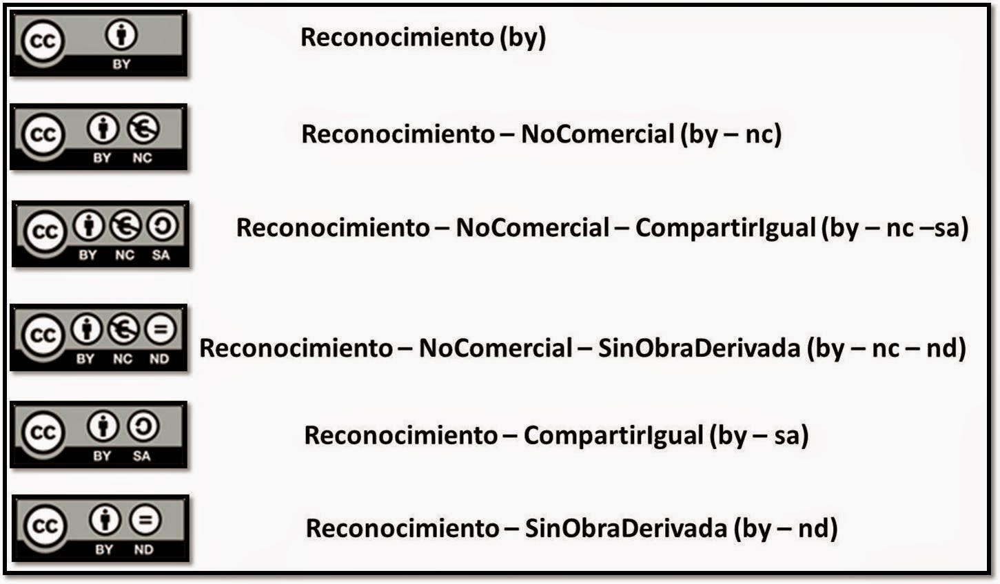 cc BY Reconocimiento (by)
cc BY NC Reconocimiento – NoComercial (by – nc)
cc BY NC SA Reconocimiento – NoComercial – CompartirIgual (by – nc –sa)
cc BY NC ND Reconocimiento – NoComercial – SinObraDerivada (by – nc – nd)
cc BY SA Reconocimiento – CompartirIgual (by – sa)
cc BY ND Reconocimiento – SinObraDerivada (by – nd)